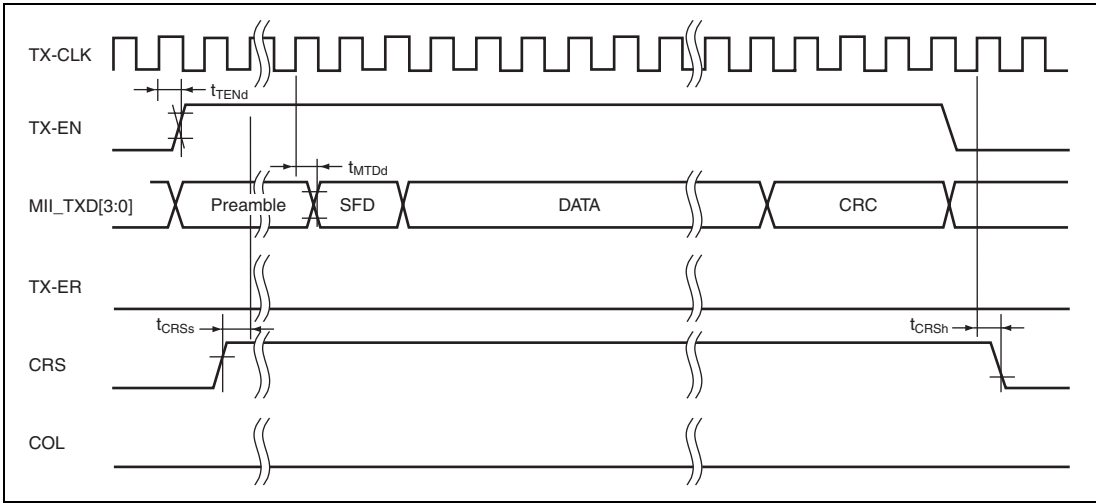 TX-CLK
tTENd
TX-EN
tMTDd
MII_TXD[3:0]
Preamble
SFD
DATA
CRC
TX-ER
tCRSs
tCRSh
CRS
COL